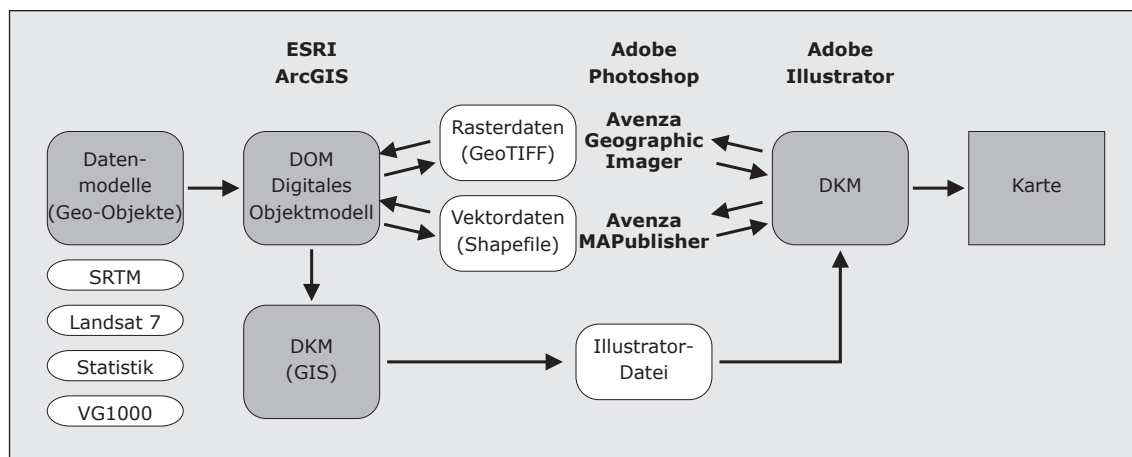 ESRI
ArcGIS
Adobe
Photoshop
Adobe
Illustrator
Daten-
modelle
(Geo-Objekte)
DOM
Digitales
Objektmodell
Rasterdaten
(GeoTIFF)
Avenza
Geographic
Imager
Vektordaten
(Shapefile)
Avenza
MAPublisher
DKM
Karte
SRTM
Landsat 7
Statistik
VG1000
DKM
(GIS)
Illustrator-
Datei